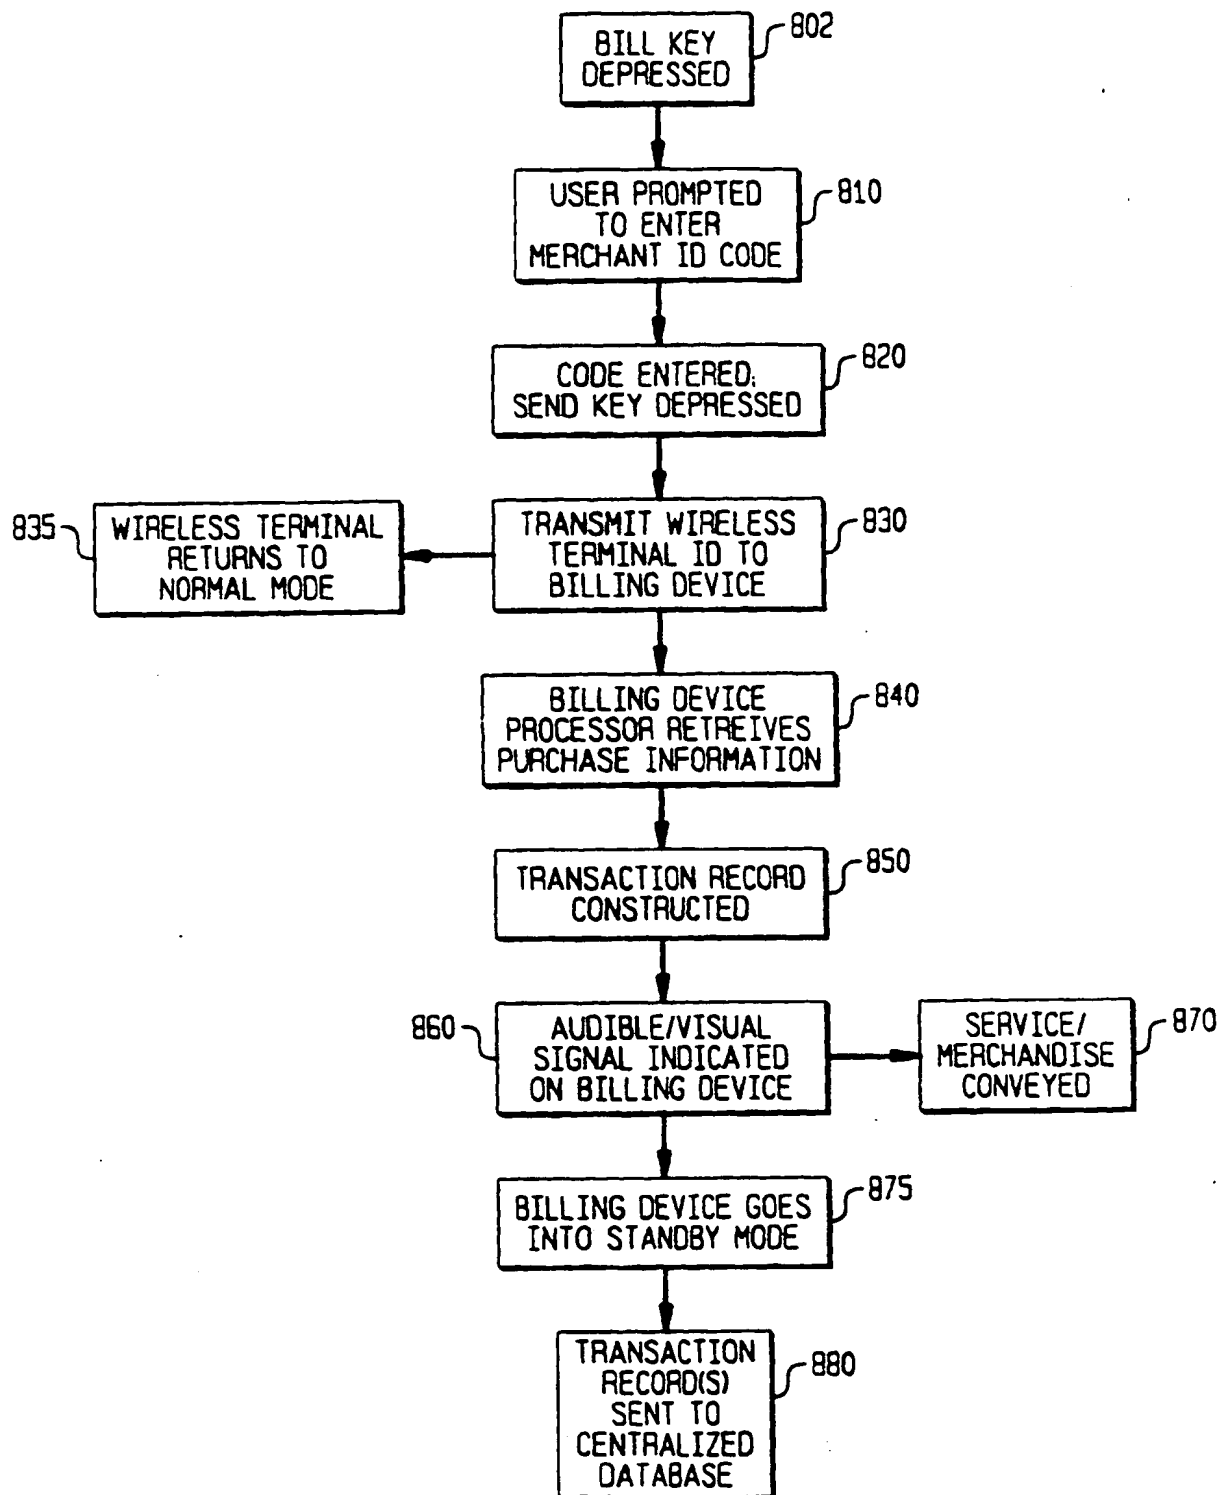 BILL KEY
DEPRESSED
802
USER PROMPTED
TO ENTER
MERCHANT ID CODE
810
CODE ENTERED;
SEND KEY DEPRESSED
820
835
WIRELESS TERMINAL
RETURNS TO
NORMAL MODE
TRANSMIT WIRELESS
TERMINAL ID TO
BILLING DEVICE
830
BILLING DEVICE
PROCESSOR RETREIVES
PURCHASE INFORMATION
840
TRANSACTION RECORD
CONSTRUCTED
850
860
AUDIBLE/VISUAL
SIGNAL INDICATED
ON BILLING DEVICE
SERVICE/
MERCHANDISE
CONVEYED
870
BILLING DEVICE GOES
INTO STANDBY MODE
875
TRANSACTION
RECORD(S)
SENT TO
CENTRALIZED
DATABASE
880